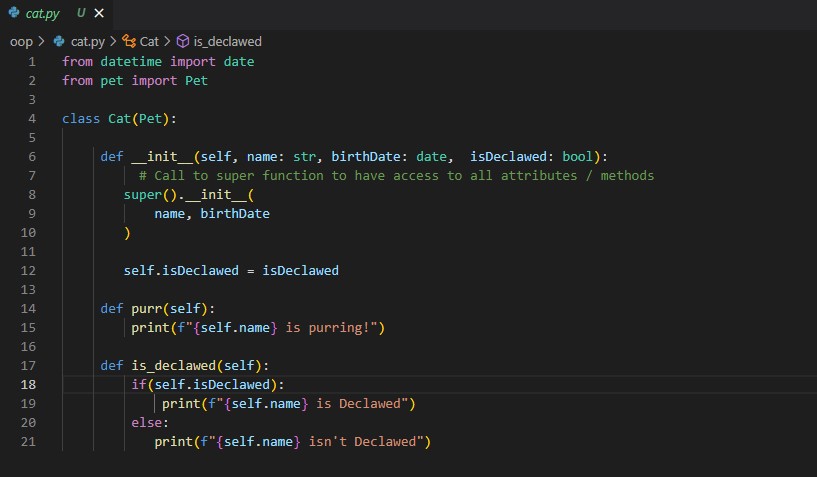 cat.py U ×
oop > cat.py > Cat > is_declawed
1 from datetime import date
2 from pet import Pet
3
4 class Cat(Pet):
5
6 def __init__(self, name: str, birthDate: date,  isDeclawed: bool):
7 # Call to super function to have access to all attributes / methods
8 super().__init__(
9 name, birthDate
10 )
11
12 self.isDeclawed = isDeclawed
13
14 def purr(self):
15 print(f"{self.name} is purring!")
16
17 def is_declawed(self):
18 if(self.isDeclawed):
19 print(f"{self.name} is Declawed")
20 else:
21 print(f"{self.name} isn't Declawed")